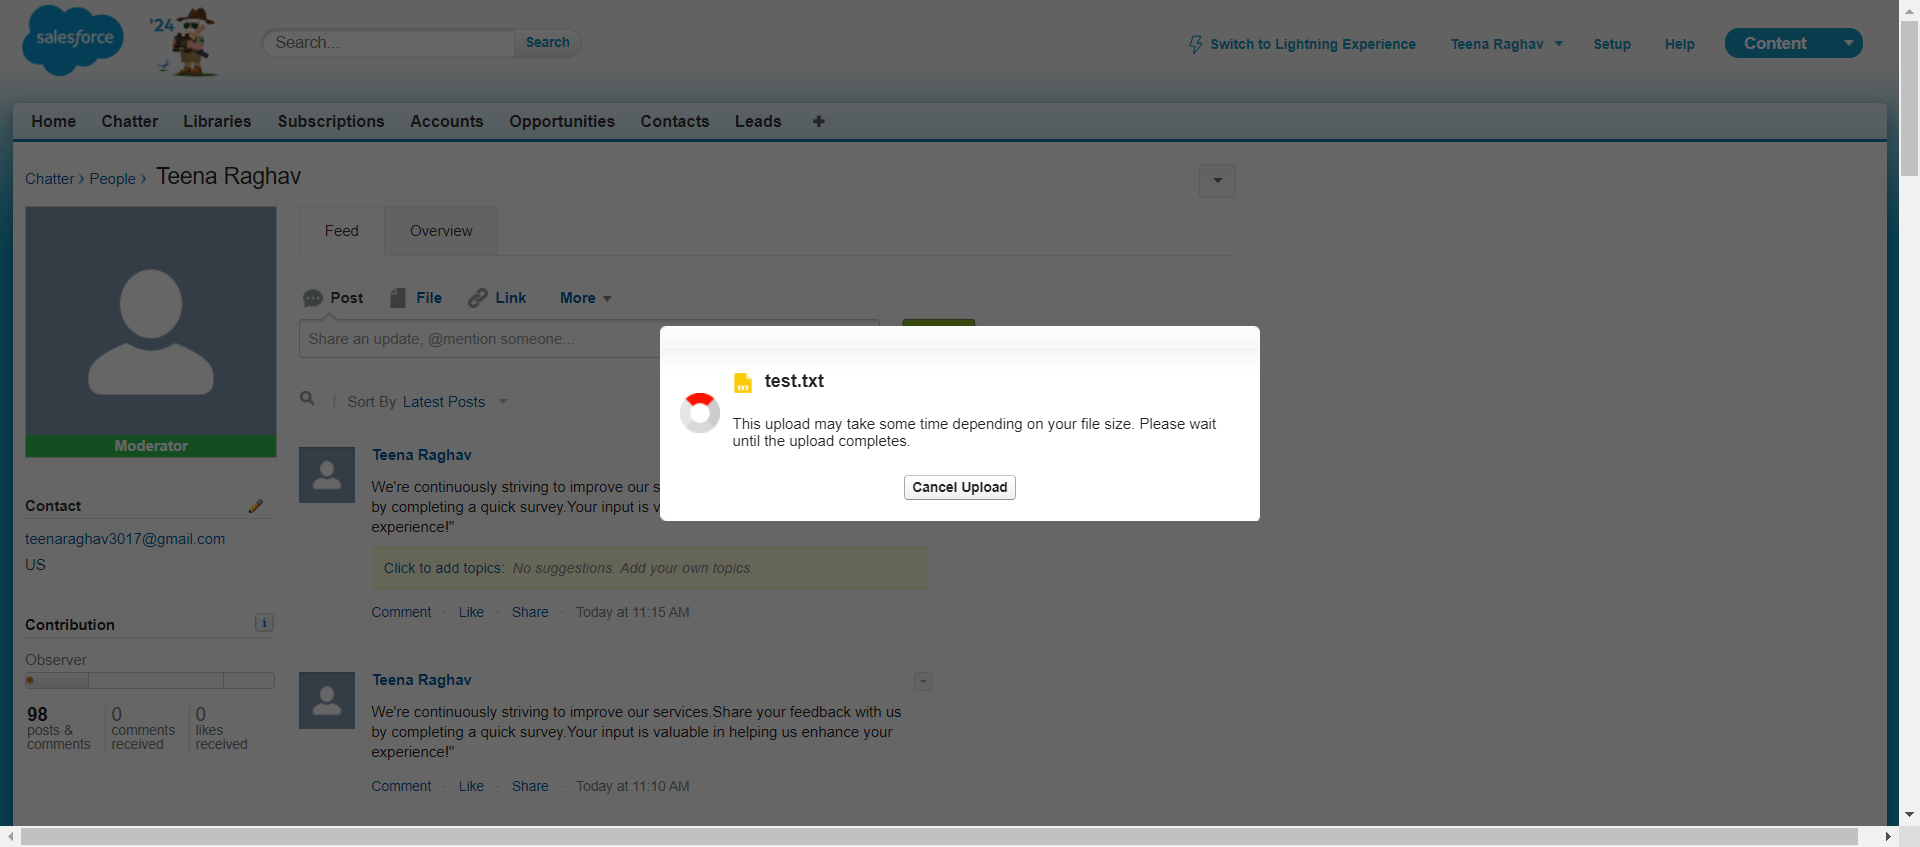 salesforce
'24
Search...
Search
Switch to Lightning Experience
Teena Raghav
Setup
Help
Content
Home
Chatter
Libraries
Subscriptions
Accounts
Opportunities
Contacts
Leads
Chatter › People › Teena Raghav
Feed
Overview
Post
File
Link
More
Share an update, @mention someone...
Sort By Latest Posts
Moderator
Contact
teenaraghav3017@gmail.com
US
Contribution
Observer
98
posts &
comments
0
comments
received
0
likes
received
Teena Raghav
We're continuously striving to improve our s
by completing a quick survey.Your input is v
experience!"
Click to add topics: No suggestions. Add your own topics.
Comment · Like · Share · Today at 11:15 AM
Teena Raghav
We're continuously striving to improve our services.Share your feedback with us
by completing a quick survey.Your input is valuable in helping us enhance your
experience!"
Comment · Like · Share · Today at 11:10 AM
test.txt
This upload may take some time depending on your file size. Please wait
until the upload completes.
Cancel Upload